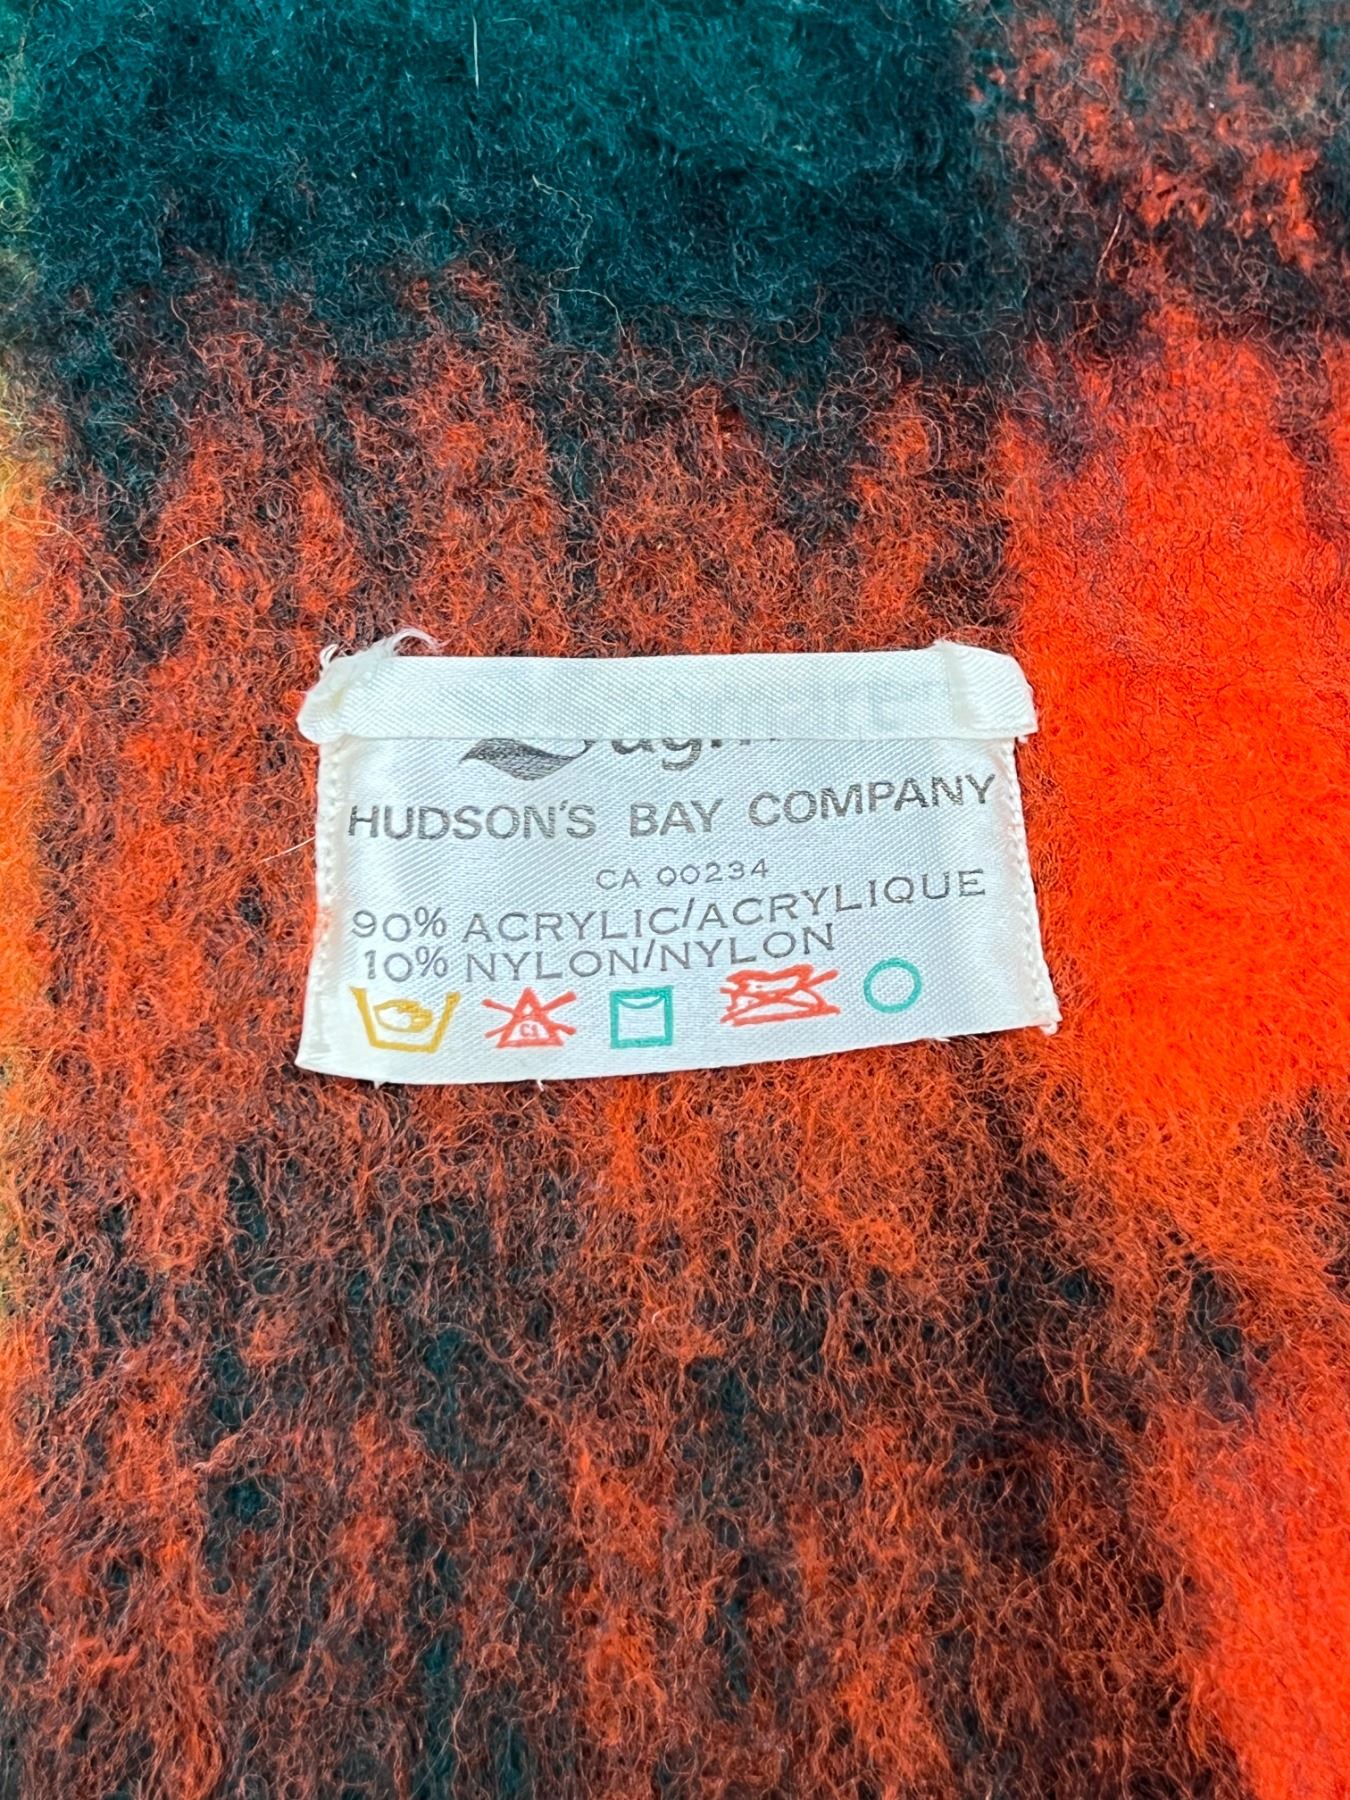 HUDSON'S BAY COMPANY
CA 00234
90% ACRYLIC/ACRYLIQUE
10% NYLON/NYLON